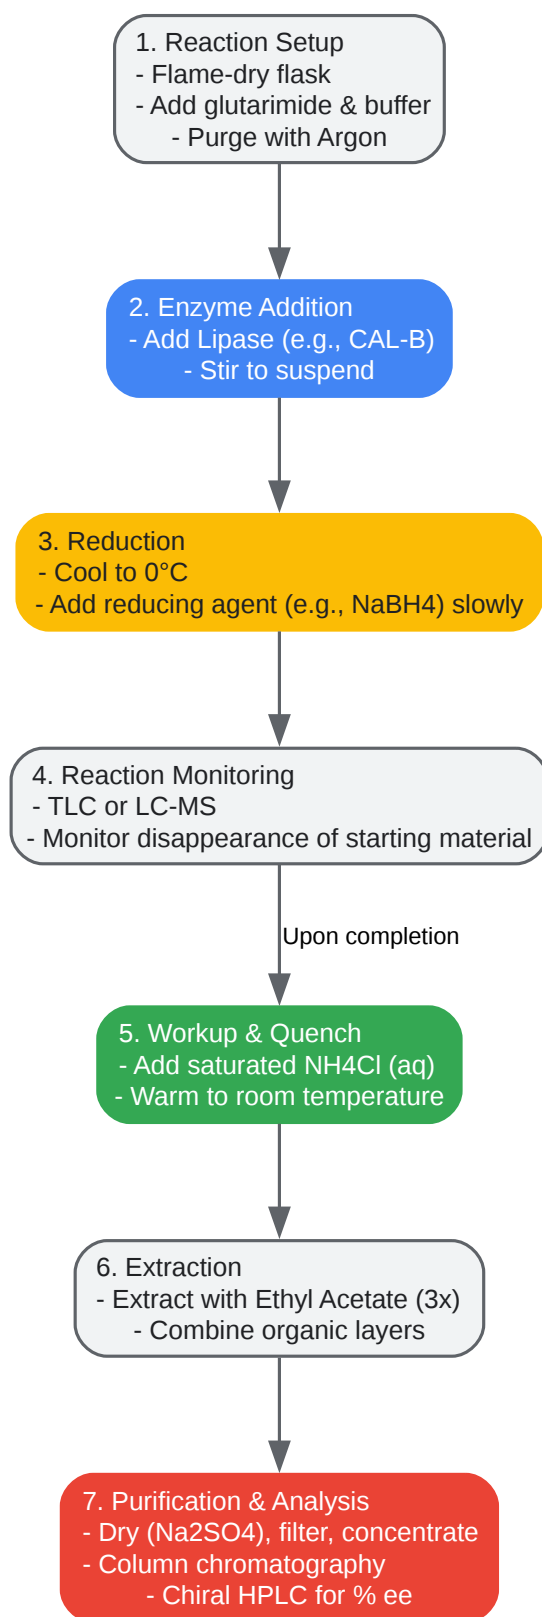 1. Reaction Setup
- Flame-dry flask
- Add glutarimide & buffer
- Purge with Argon
2. Enzyme Addition
- Add Lipase (e.g., CAL-B)
- Stir to suspend
3. Reduction
- Cool to 0°C
- Add reducing agent (e.g., NaBH4) slowly
4. Reaction Monitoring
- TLC or LC-MS
- Monitor disappearance of starting material
Upon completion
5. Workup & Quench
- Add saturated NH4Cl (aq)
- Warm to room temperature
6. Extraction
- Extract with Ethyl Acetate (3x)
- Combine organic layers
7. Purification & Analysis
- Dry (Na2SO4), filter, concentrate
- Column chromatography
- Chiral HPLC for % ee